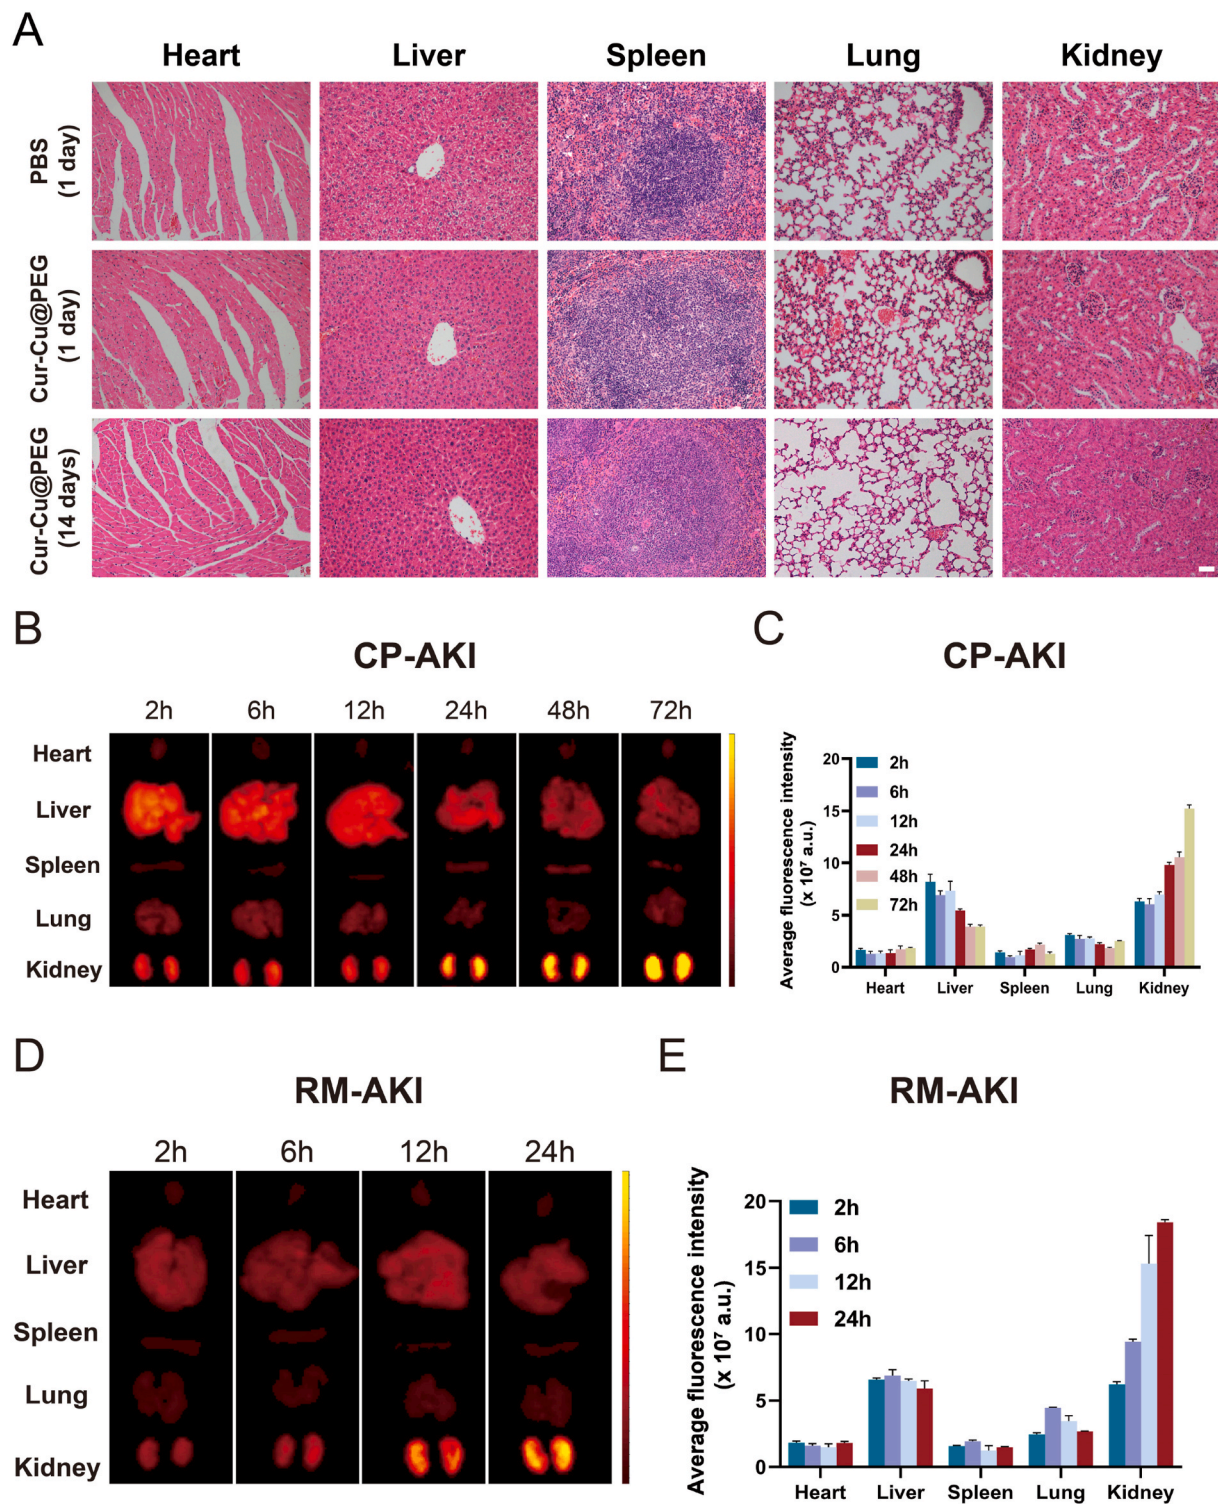 A
Heart Liver Spleen Lung Kidney
PBS
(1 day)
Cur-Cu@PEG
(1 day)
Cur-Cu@PEG
(14 days)
B
CP-AKI
2h 6h 12h 24h 48h 72h
Heart
Liver
Spleen
Lung
Kidney
C
CP-AKI
Average fluorescence intensity
(x 10⁷ a.u.)
20
15
10
5
0
2h
6h
12h
24h
48h
72h
Heart Liver Spleen Lung Kidney
D
RM-AKI
2h 6h 12h 24h
Heart
Liver
Spleen
Lung
Kidney
E
RM-AKI
Average fluorescence intensity
(x 10⁷ a.u.)
20
15
10
5
0
2h
6h
12h
24h
Heart Liver Spleen Lung Kidney